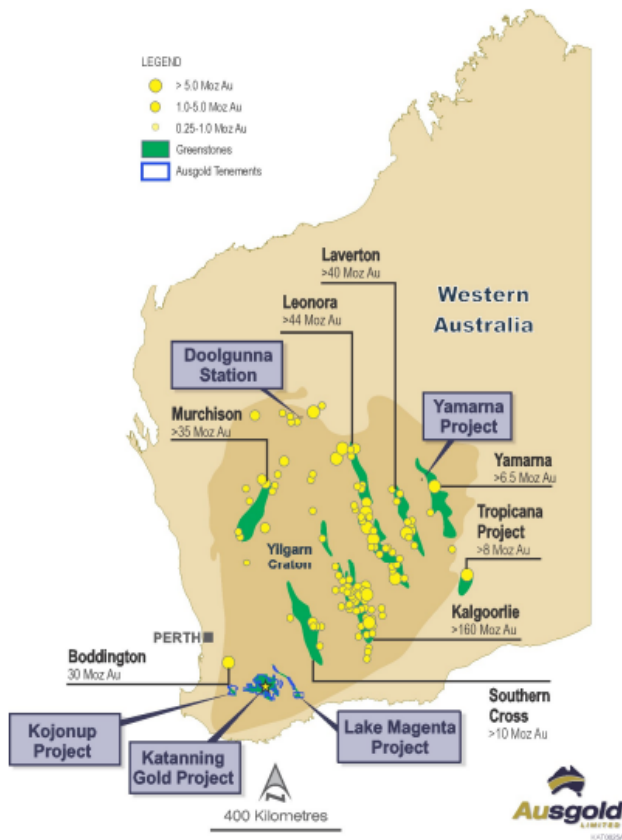 LEGEND
> 5.0 Moz Au
1.0-5.0 Moz Au
0.25-1.0 Moz Au
Greenstones
Ausgold Tenements
Laverton
>40 Moz Au
Leonora
>44 Moz Au
Western
Australia
Doolgunna
Station
Murchison
>35 Moz Au
Yamarna
Project
Yamarna
>6.5 Moz Au
Tropicana
Project
>8 Moz Au
Yilgarn
Craton
Kalgoorlie
>160 Moz Au
PERTH
Boddington
30 Moz Au
Southern
Cross
>10 Moz Au
Kojonup
Project
Katanning
Gold Project
Lake Magenta
Project
400 Kilometres
Ausgold
LIMITED